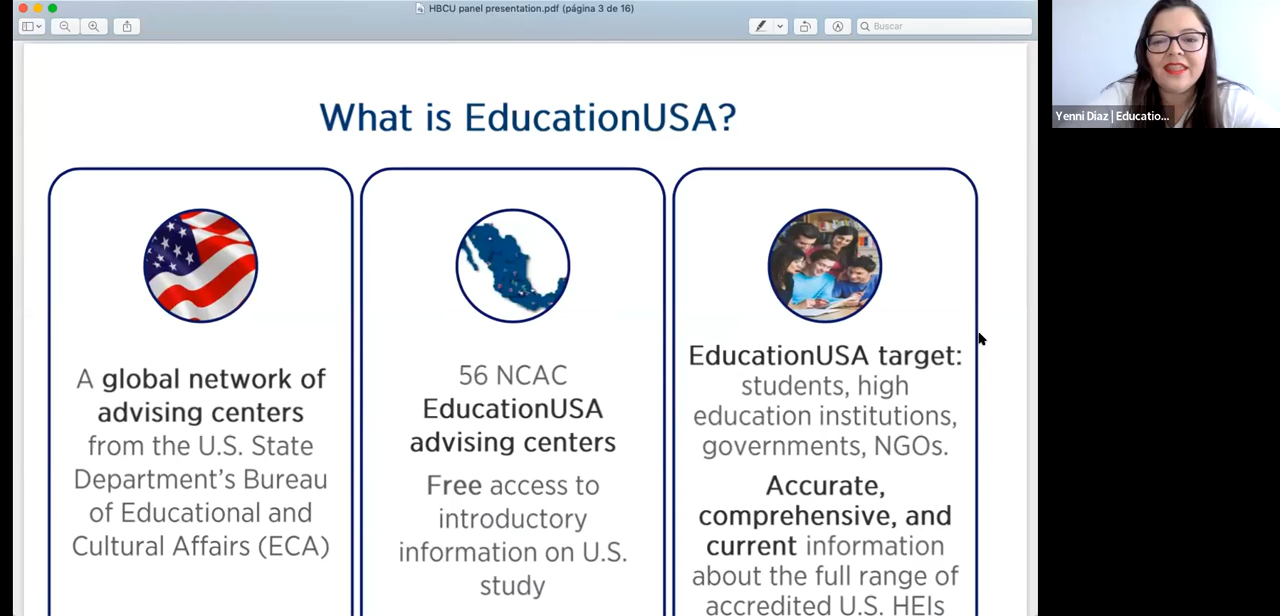 HBCU panel presentation.pdf (página 3 de 16)
Buscar
Yenni Diaz | Educatio...
What is EducationUSA?
A global network of
advising centers
from the U.S. State
Department's Bureau
of Educational and
Cultural Affairs (ECA)
56 NCAC
EducationUSA
advising centers
Free access to
introductory
information on U.S.
study
EducationUSA target:
students, high
education institutions,
governments, NGOs.
Accurate,
comprehensive, and
current information
about the full range of
accredited U.S. HEIs